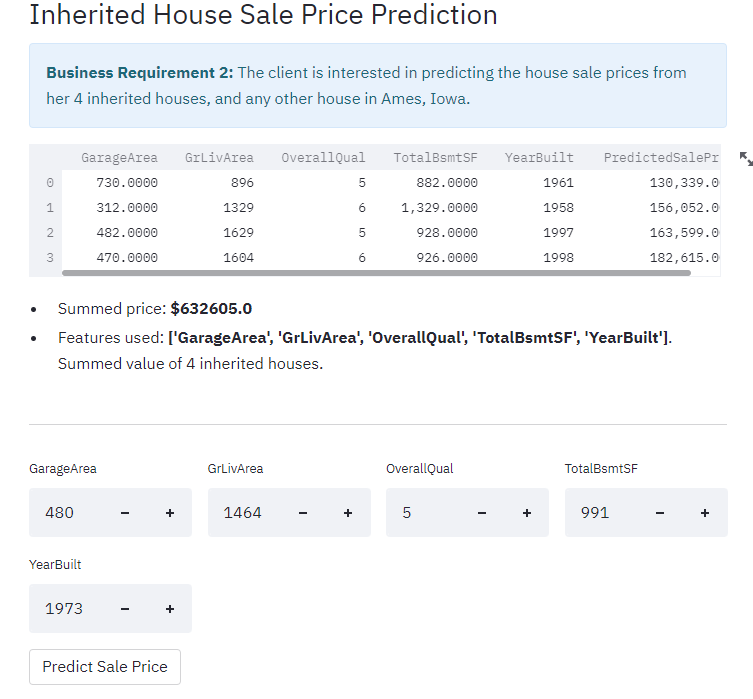 Inherited House Sale Price Prediction
Business Requirement 2: The client is interested in predicting the house sale prices from
her 4 inherited houses, and any other house in Ames, Iowa.
GarageArea GrLivArea OverallQual TotalBsmtSF YearBuilt PredictedSalePr
0 730.0000 896 5 882.0000 1961 130,339.0
1 312.0000 1329 6 1,329.0000 1958 156,052.0
2 482.0000 1629 5 928.0000 1997 163,599.0
3 470.0000 1604 6 926.0000 1998 182,615.0
• Summed price: $632605.0
• Features used: ['GarageArea', 'GrLivArea', 'OverallQual', 'TotalBsmtSF', 'YearBuilt'].
Summed value of 4 inherited houses.
GarageArea GrLivArea OverallQual TotalBsmtSF
480 − + 1464 − + 5 − + 991 − +
YearBuilt
1973 − +
Predict Sale Price